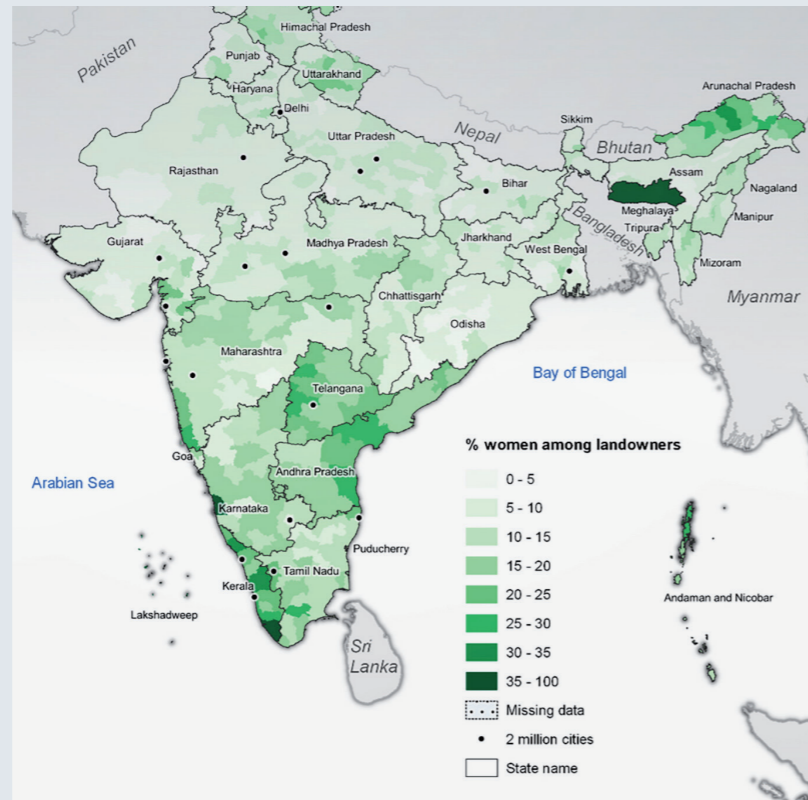 Himachal Pradesh
Pakistan
Punjab
Uttarakhand
Haryana
Arunachal Pradesh
Delhi
Sikkim
Uttar Pradesh
Nepal
Bhutan
Rajasthan
Assam
Bihar
Nagaland
Meghalaya
Manipur
Tripura
Bangladesh
Gujarat
Madhya Pradesh
Jharkhand
West Bengal
Mizoram
Chhattisgarh
Myanmar
Odisha
Maharashtra
Bay of Bengal
Telangana
% women among landowners
Goa
Andhra Pradesh
0 - 5
Arabian Sea
5 - 10
Karnataka
10 - 15
Puducherry
15 - 20
Tamil Nadu
Kerala
20 - 25
Andaman and Nicobar
Lakshadweep
25 - 30
Sri
Lanka
30 - 35
35 - 100
Missing data
2 million cities
State name